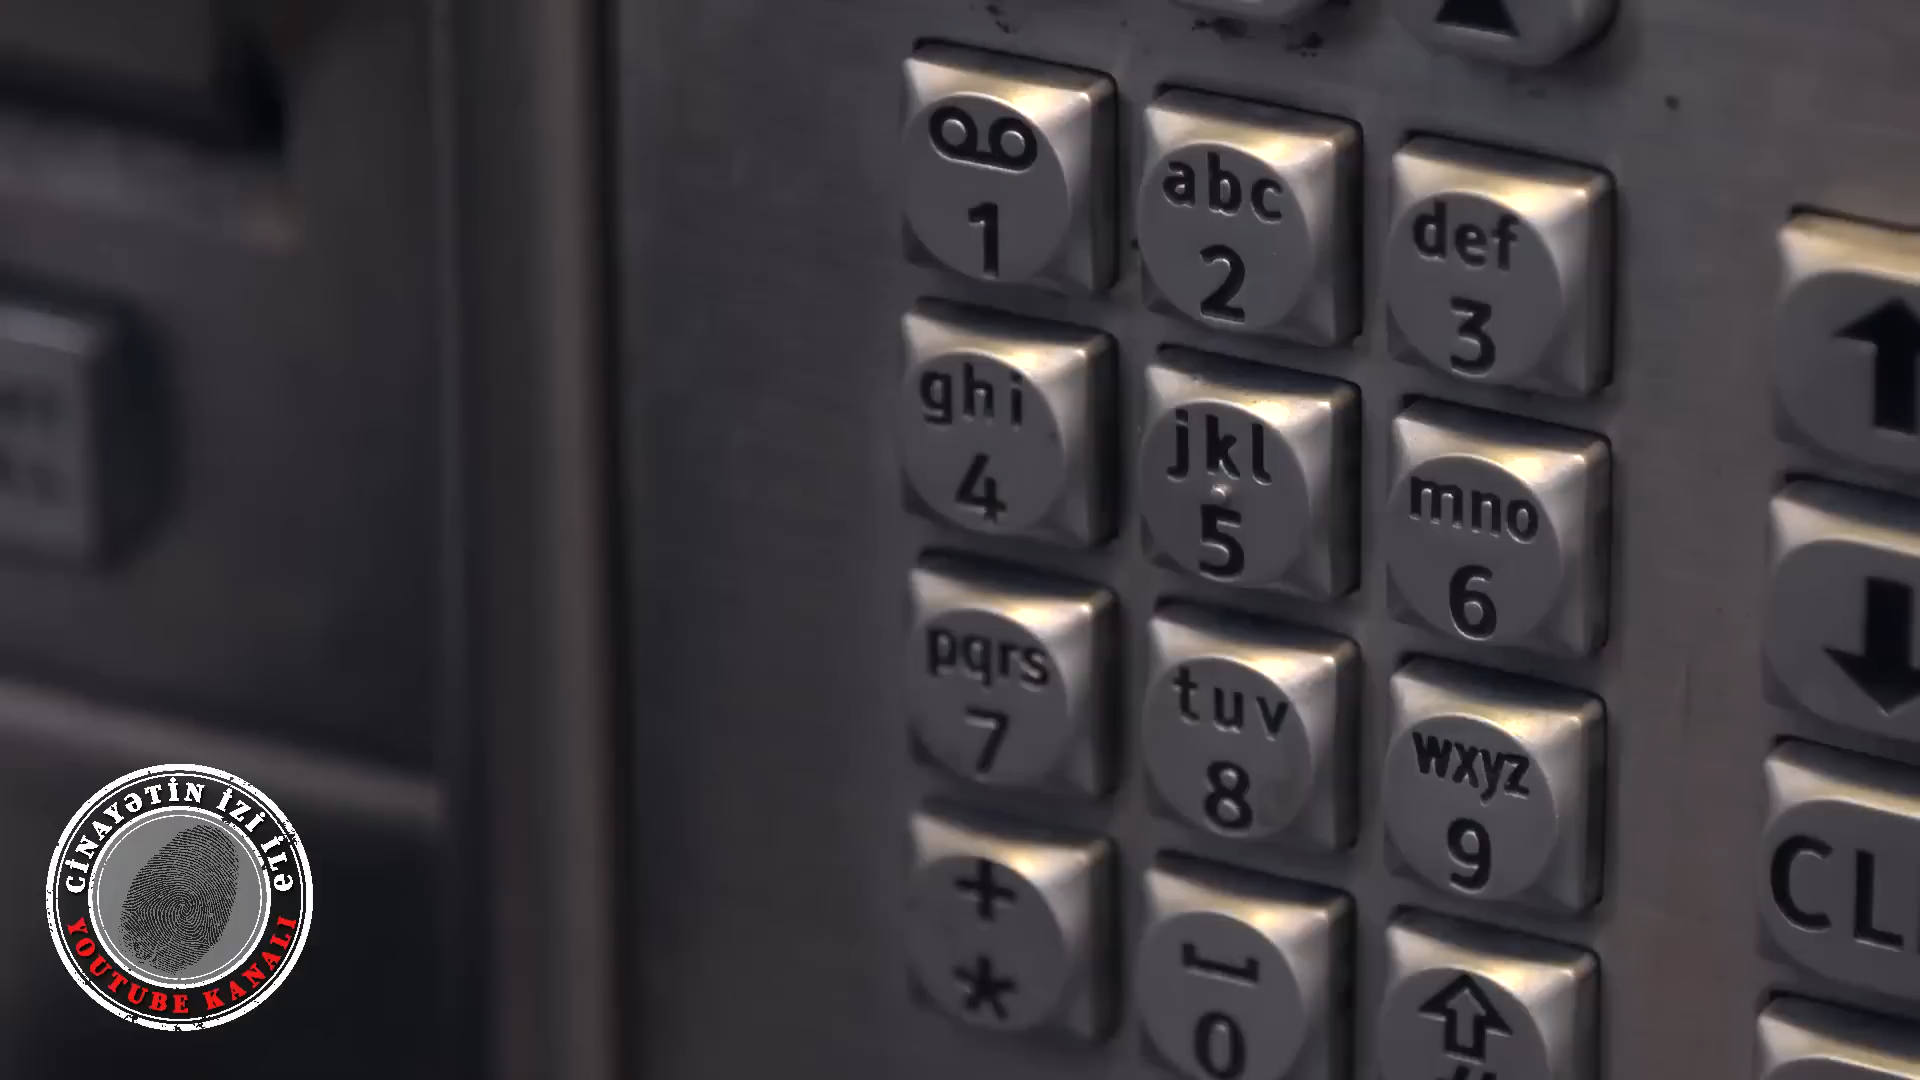 1
abc
2
def
3
ghi
4
jkl
5
mno
6
pqrs
7
tuv
8
wxyz
9
+
*
0
CİNAYƏTİN İZİ İLƏ
YOUTUBE KANALI